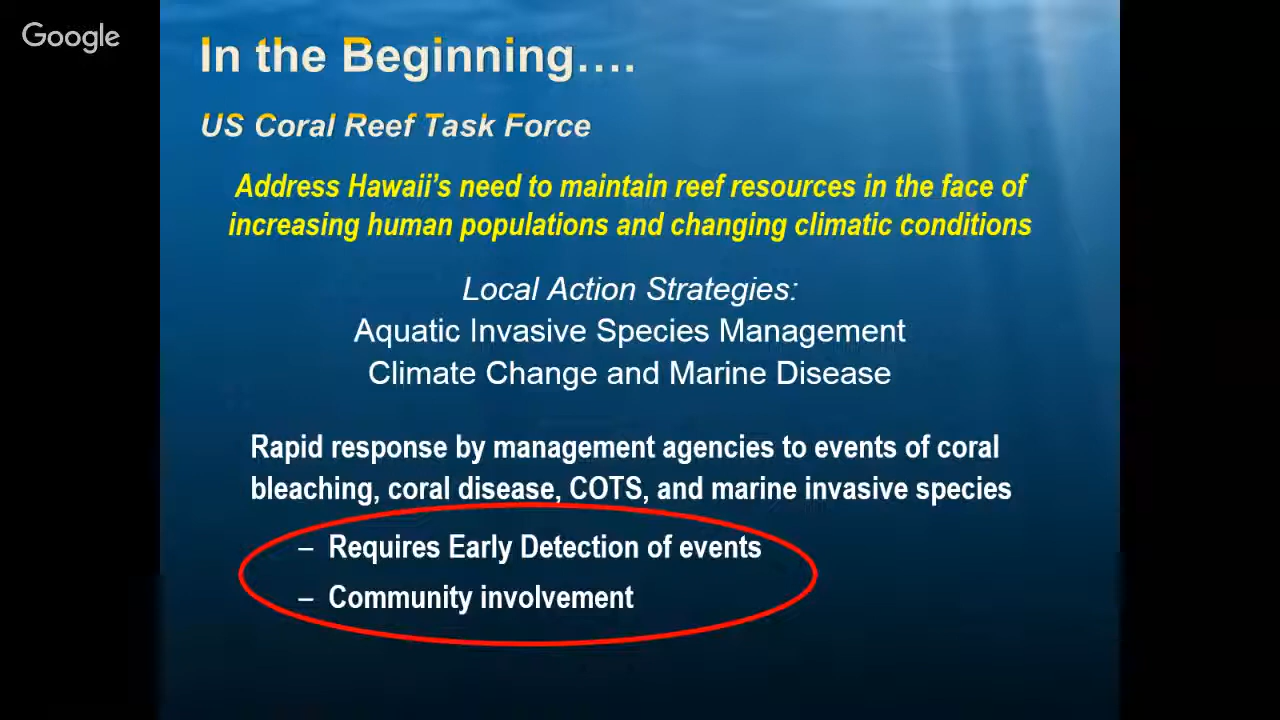 Google
In the Beginning….
US Coral Reef Task Force
Address Hawaii’s need to maintain reef resources in the face of
increasing human populations and changing climatic conditions
Local Action Strategies:
Aquatic Invasive Species Management
Climate Change and Marine Disease
Rapid response by management agencies to events of coral
bleaching, coral disease, COTS, and marine invasive species
– Requires Early Detection of events
– Community involvement